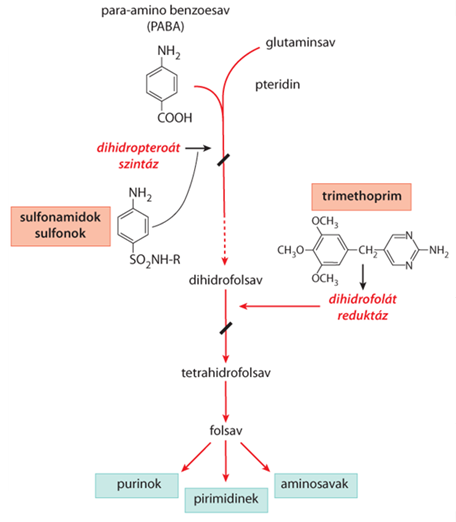 para-amino benzoesav
(PABA)
glutaminsav
NH2
pteridin
COOH
dihidropteroát
szintáz
NH2
trimethoprim
sulfonamidok
sulfonok
OCH3
CH3O
CH2
NH2
N
N
OCH3
SO2NH-R
dihidrofolsav
dihidrofolát
reduktáz
tetrahidrofolsav
folsav
purinok
pirimidinek
aminosavak